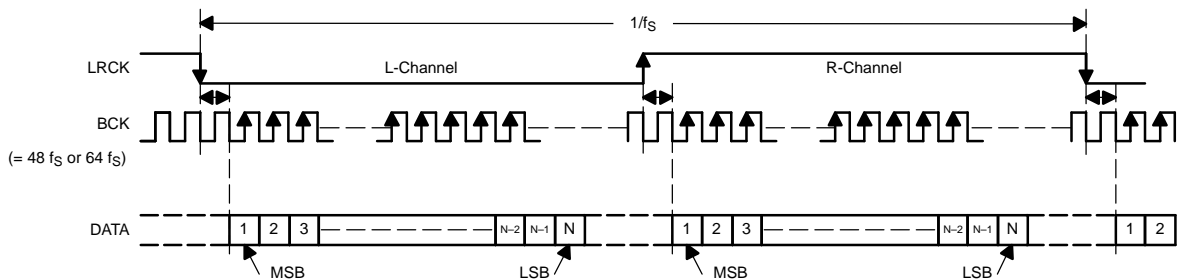 1/fS
LRCK
L-Channel
R-Channel
BCK
(= 48 fS or 64 fS)
DATA
1 2 3 N–2 N–1 N 1 2 3 N–2 N–1 N 1 2
MSB LSB MSB LSB